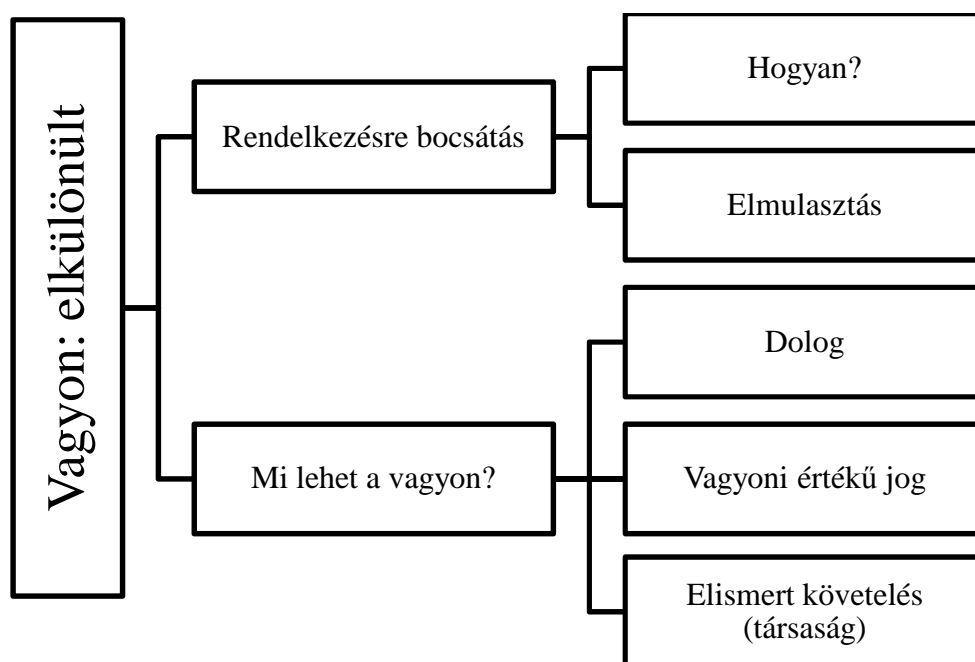 Vagyon: elkülönült
Rendelkezésre bocsátás
Hogyan?
Elmulasztás
Mi lehet a vagyon?
Dolog
Vagyoni értékű jog
Elismert követelés
(társaság)